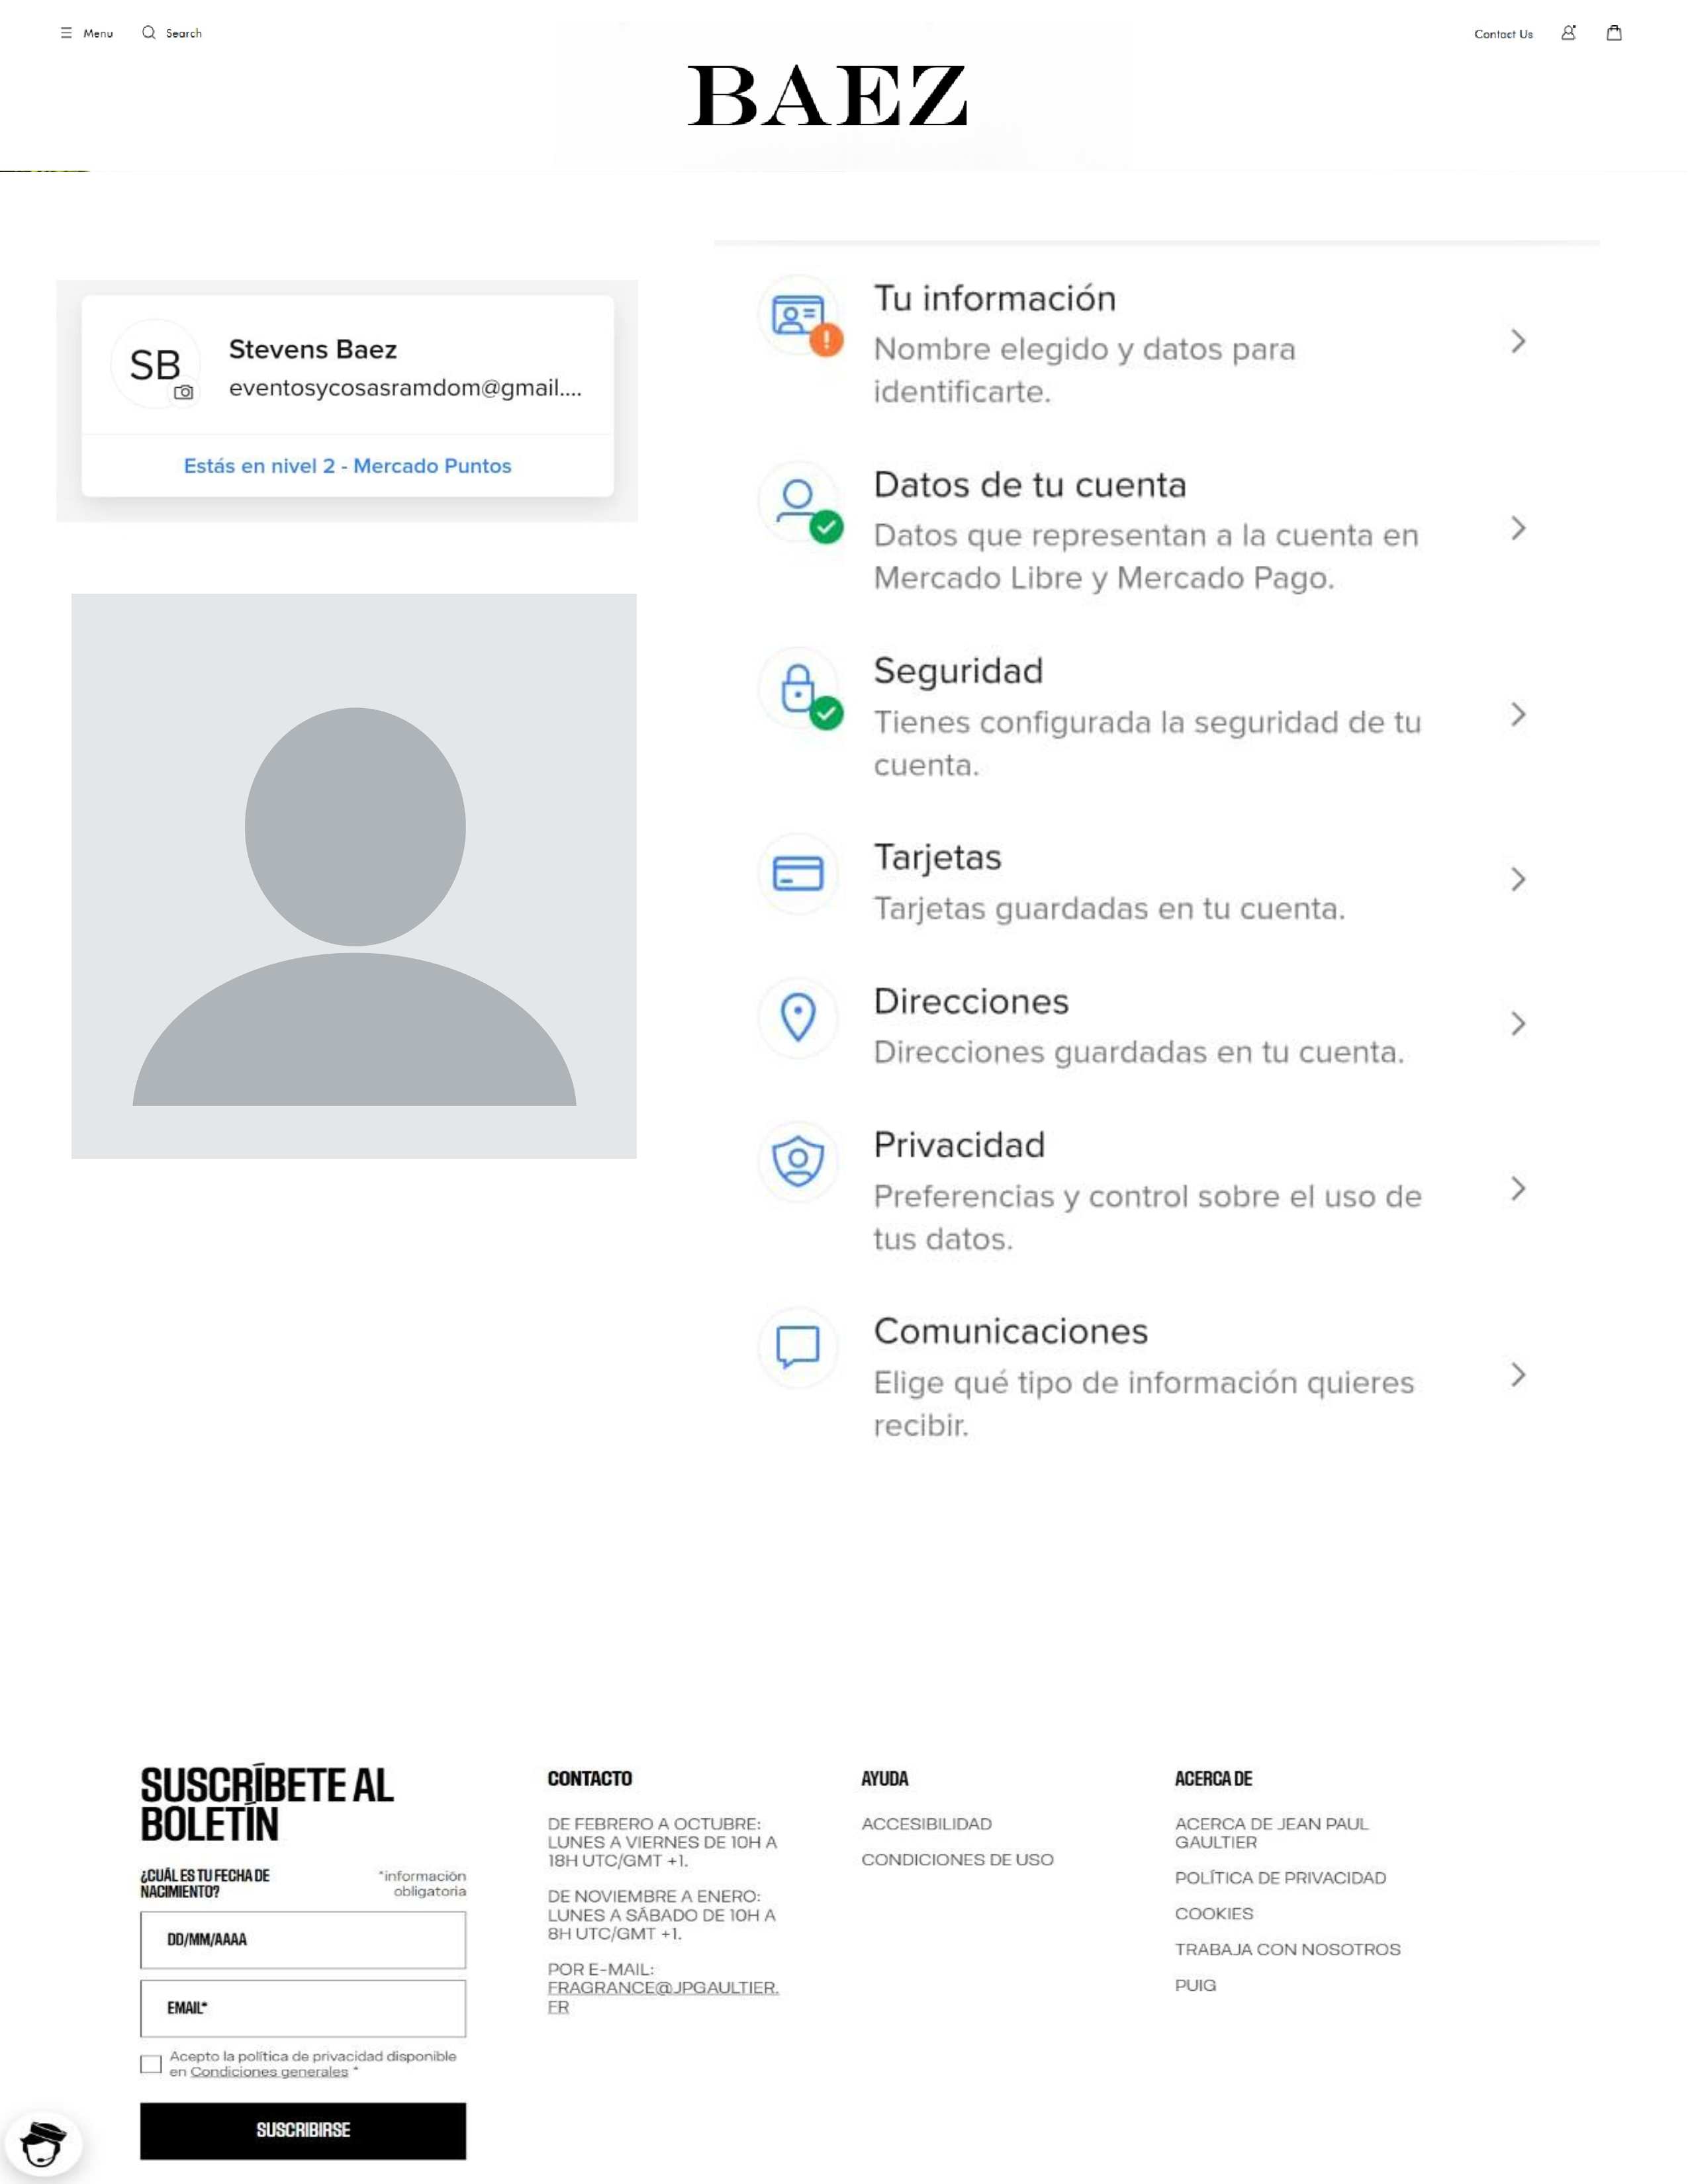 Menu
Search
Contact Us
BAEZ
SB
Stevens Baez
eventosycosasramdom@gmail....
Estás en nivel 2 - Mercado Puntos
Tu información
Nombre elegido y datos para
identificarte.
Datos de tu cuenta
Datos que representan a la cuenta en
Mercado Libre y Mercado Pago.
Seguridad
Tienes configurada la seguridad de tu
cuenta.
Tarjetas
Tarjetas guardadas en tu cuenta.
Direcciones
Direcciones guardadas en tu cuenta.
Privacidad
Preferencias y control sobre el uso de
tus datos.
Comunicaciones
Elige qué tipo de información quieres
recibir.
SUSCRÍBETE AL
BOLETÍN
¿CUÁL ES TU FECHA DE
NACIMIENTO?
*información
obligatoria
DD/MM/AAAA
EMAIL*
Acepto la política de privacidad disponible
en Condiciones generales *
SUSCRIBIRSE
CONTACTO
DE FEBRERO A OCTUBRE:
LUNES A VIERNES DE 10H A
18H UTC/GMT +1.
DE NOVIEMBRE A ENERO:
LUNES A SÁBADO DE 10H A
8H UTC/GMT +1.
POR E-MAIL:
FRAGRANCE@JPGAULTIER.
FR
AYUDA
ACCESIBILIDAD
CONDICIONES DE USO
ACERCA DE
ACERCA DE JEAN PAUL
GAULTIER
POLÍTICA DE PRIVACIDAD
COOKIES
TRABAJA CON NOSOTROS
PUIG